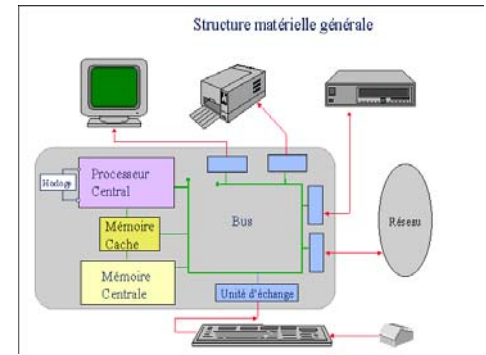 Structure matérielle générale
Processeur
Central
Horloge
Mémoire
Cache
Mémoire
Centrale
Bus
Unité d'échange
Réseau